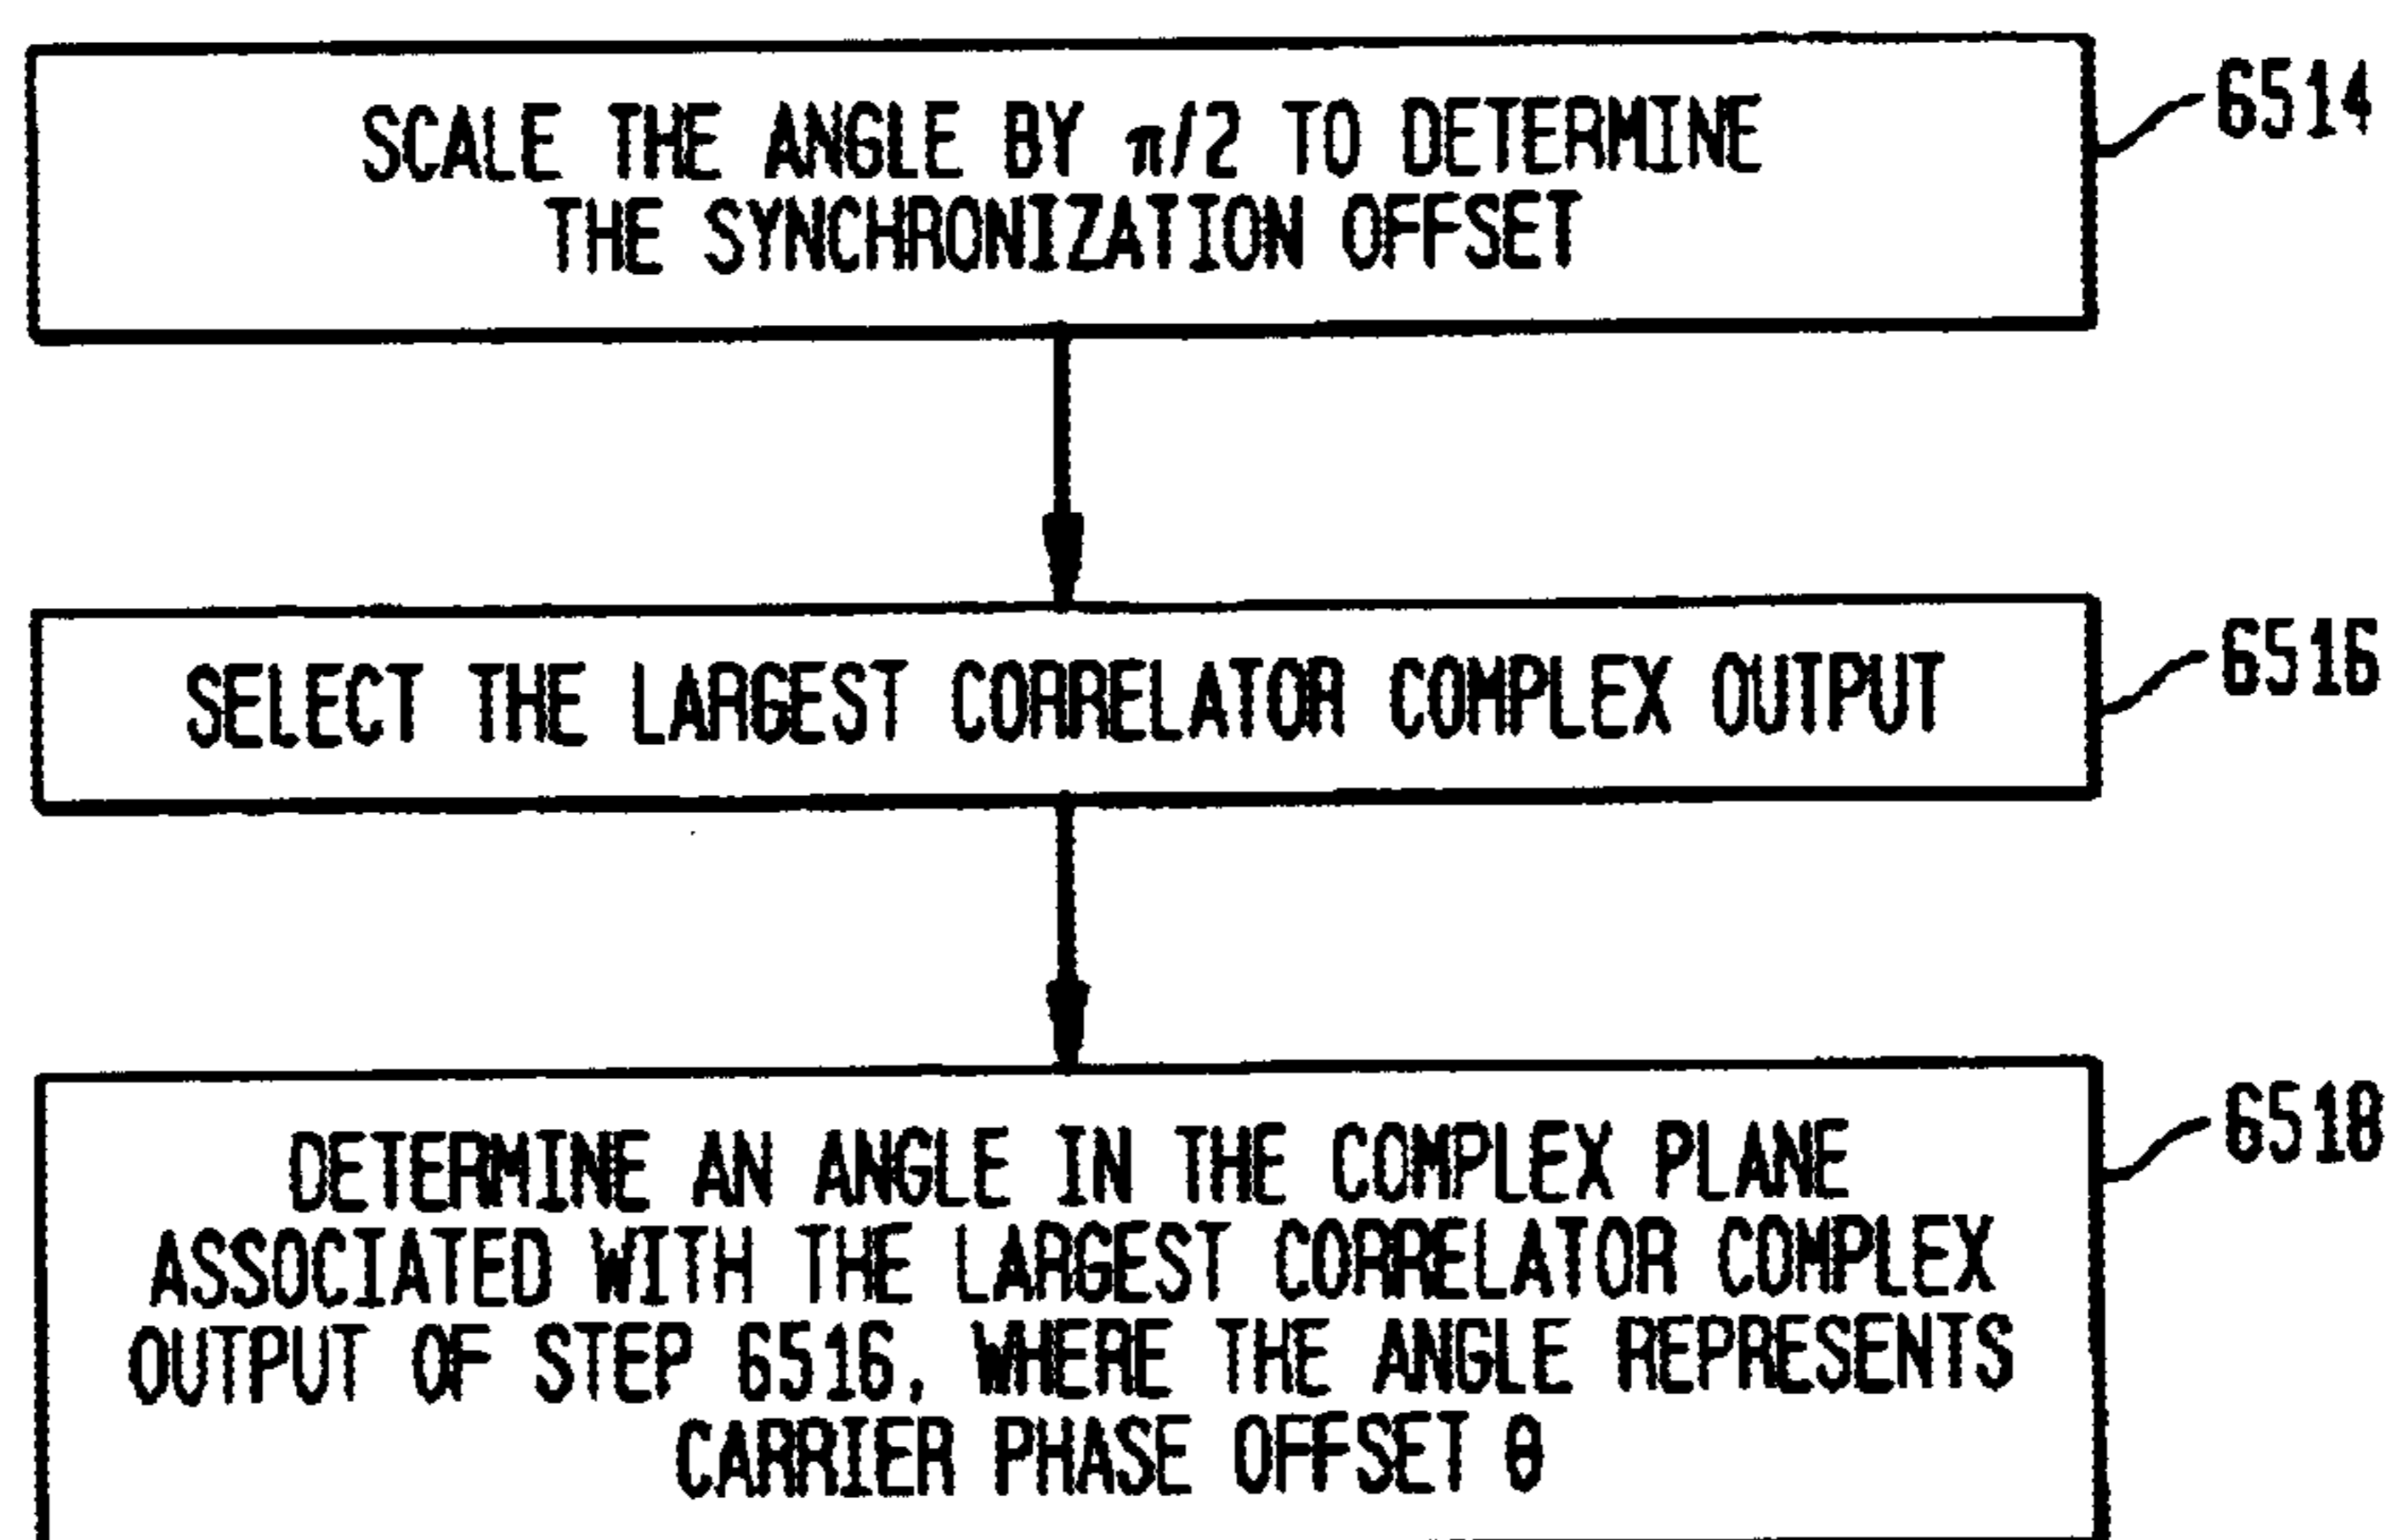 SCALE THE ANGLE BY π/2 TO DETERMINE
THE SYNCHRONIZATION OFFSET
6514
SELECT THE LARGEST CORRELATOR COMPLEX OUTPUT
6516
DETERMINE AN ANGLE IN THE COMPLEX PLANE
ASSOCIATED WITH THE LARGEST CORRELATOR COMPLEX
OUTPUT OF STEP 6516, WHERE THE ANGLE REPRESENTS
CARRIER PHASE OFFSET θ
6518